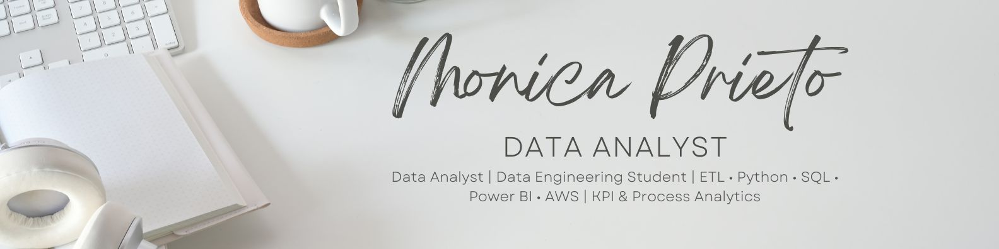 Monica Prieto
DATA ANALYST
Data Analyst | Data Engineering Student | ETL • Python • SQL •
Power BI • AWS | KPI & Process Analytics